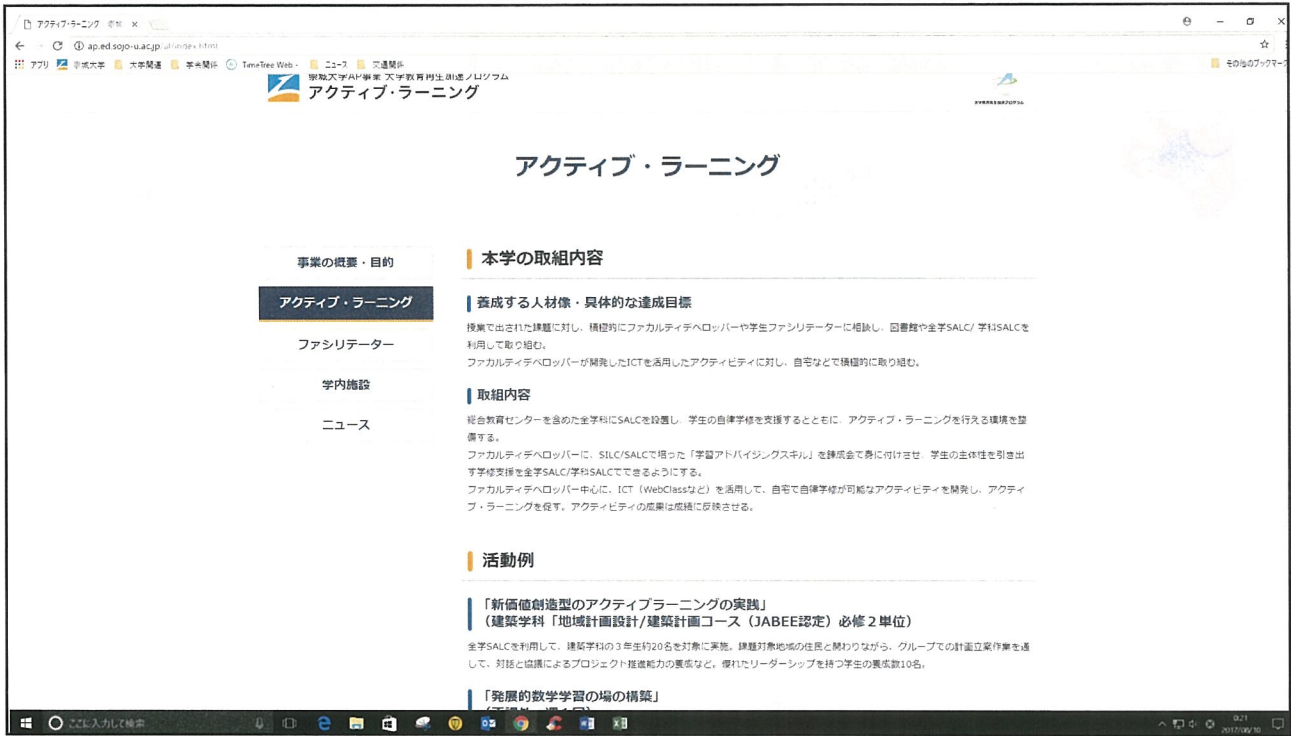 アクティブ・ラーニング
ap.ed.sojo-u.ac.jp/al/index.html
アプリ 崇城大学 大学関連 学会関係 TimeTree Web - ニュース 交通関係 その他のブックマーク
崇城大学AP事業 大学教育再生加速プログラム
アクティブ・ラーニング
大学教育再生加速プログラム
アクティブ・ラーニング
事業の概要・目的
アクティブ・ラーニング
ファシリテーター
学内施設
ニュース
本学の取組内容
養成する人材像・具体的な達成目標
授業で出された課題に対し、積極的にファカルティデベロッパーや学生ファシリテーターに相談し、図書館や全学SALC/ 学科SALCを
利用して取り組む。
ファカルティデベロッパーが開発したICTを活用したアクティビティに対し、自宅などで積極的に取り組む。
取組内容
総合教育センターを含めた全学科にSALCを設置し、学生の自律学修を支援するとともに、アクティブ・ラーニングを行える環境を整
備する。
ファカルティデベロッパーに、SILC/SALCで培った「学習アドバイジングスキル」を錬成会で身に付けさせ、学生の主体性を引き出
す学修支援を全学SALC/学科SALCでできるようにする。
ファカルティデベロッパー中心に、ICT（WebClassなど）を活用して、自宅で自律学修が可能なアクティビティを開発し、アクティ
ブ・ラーニングを促す。アクティビティの成果は成績に反映させる。
活動例
「新価値創造型のアクティブラーニングの実践」
（建築学科「地域計画設計/建築計画コース（JABEE認定）必修２単位）
全学SALCを利用して、建築学科の３年生約20名を対象に実施。課題対象地域の住民と関わりながら、グループでの計画立案作業を通
して、対話と協議によるプロジェクト推進能力の養成など。優れたリーダーシップを持つ学生の養成数10名。
「発展的数学学習の場の構築」
ここに入力して検索
0:21
2017/06/10